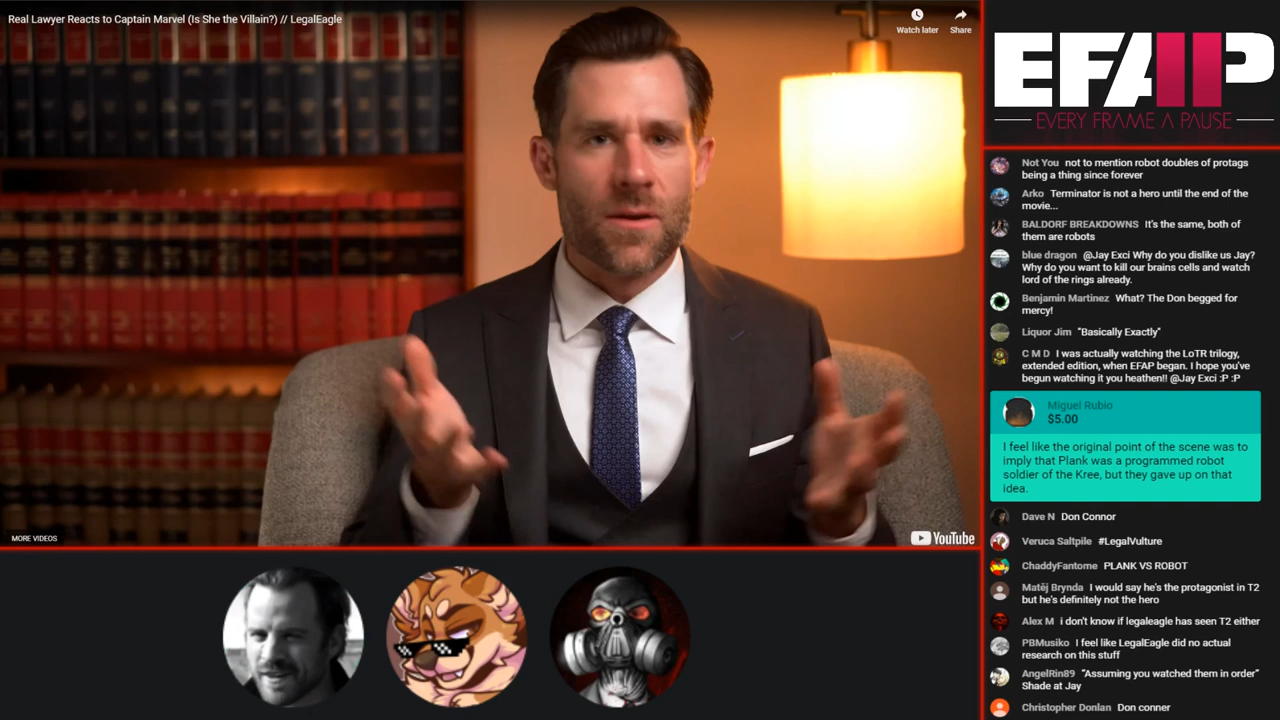 Real Lawyer Reacts to Captain Marvel (Is She the Villain?) // LegalEagle
Watch later
Share
MORE VIDEOS
YouTube
EFAP
EVERY FRAME A PAUSE
Not You not to mention robot doubles of protags
being a thing since forever
Arko Terminator is not a hero until the end of the
movie...
BALDORF BREAKDOWNS It's the same, both of
them are robots
blue dragon @Jay Exci Why do you dislike us Jay?
Why do you want to kill our brains cells and watch
lord of the rings already.
Benjamin Martinez What? The Don begged for
mercy!
Liquor Jim "Basically Exactly"
C M D I was actually watching the LoTR trilogy,
extended edition, when EFAP began. I hope you've
begun watching it you heathen!! @Jay Exci :P :P
Miguel Rubio
$5.00
I feel like the original point of the scene was to
imply that Plank was a programmed robot
soldier of the Kree, but they gave up on that
idea.
Dave N Don Connor
Veruca Saltpile #LegalVulture
ChaddyFantome PLANK VS ROBOT
Matěj Brynda I would say he's the protagonist in T2
but he's definitely not the hero
Alex M i don't know if legaleagle has seen T2 either
PBMusiko I feel like LegalEagle did no actual
research on this stuff
AngelRin89 "Assuming you watched them in order"
Shade at Jay
Christopher Donlan Don conner